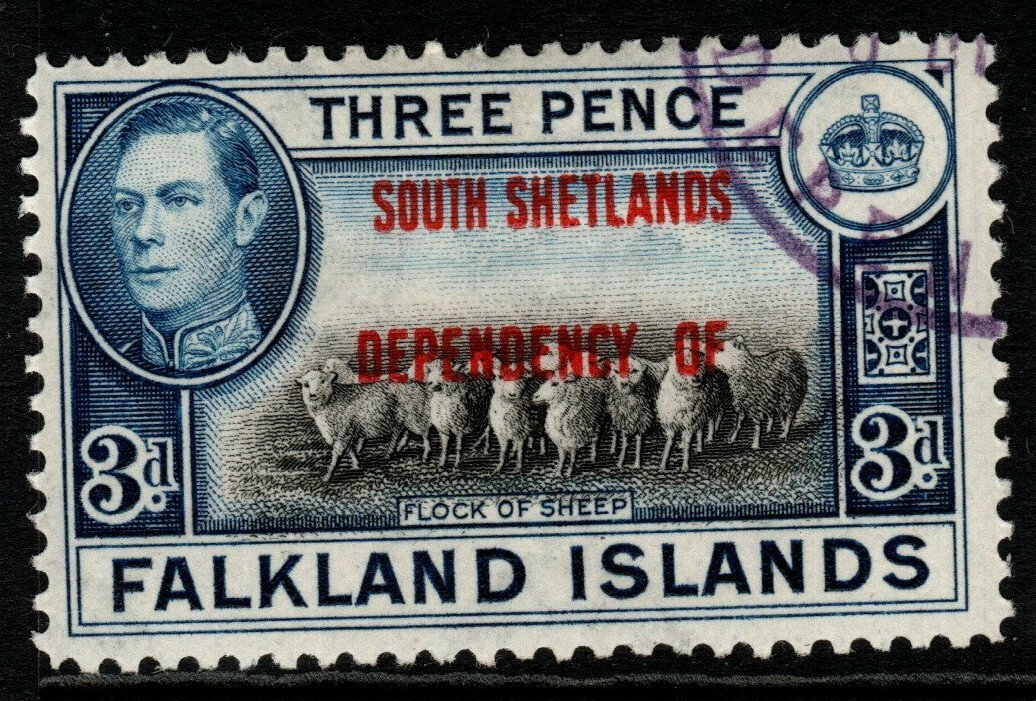 THREE PENCE
SOUTH SHETLANDS
DEPENDENCY OF
3d 3d
FLOCK OF SHEEP
FALKLAND ISLANDS